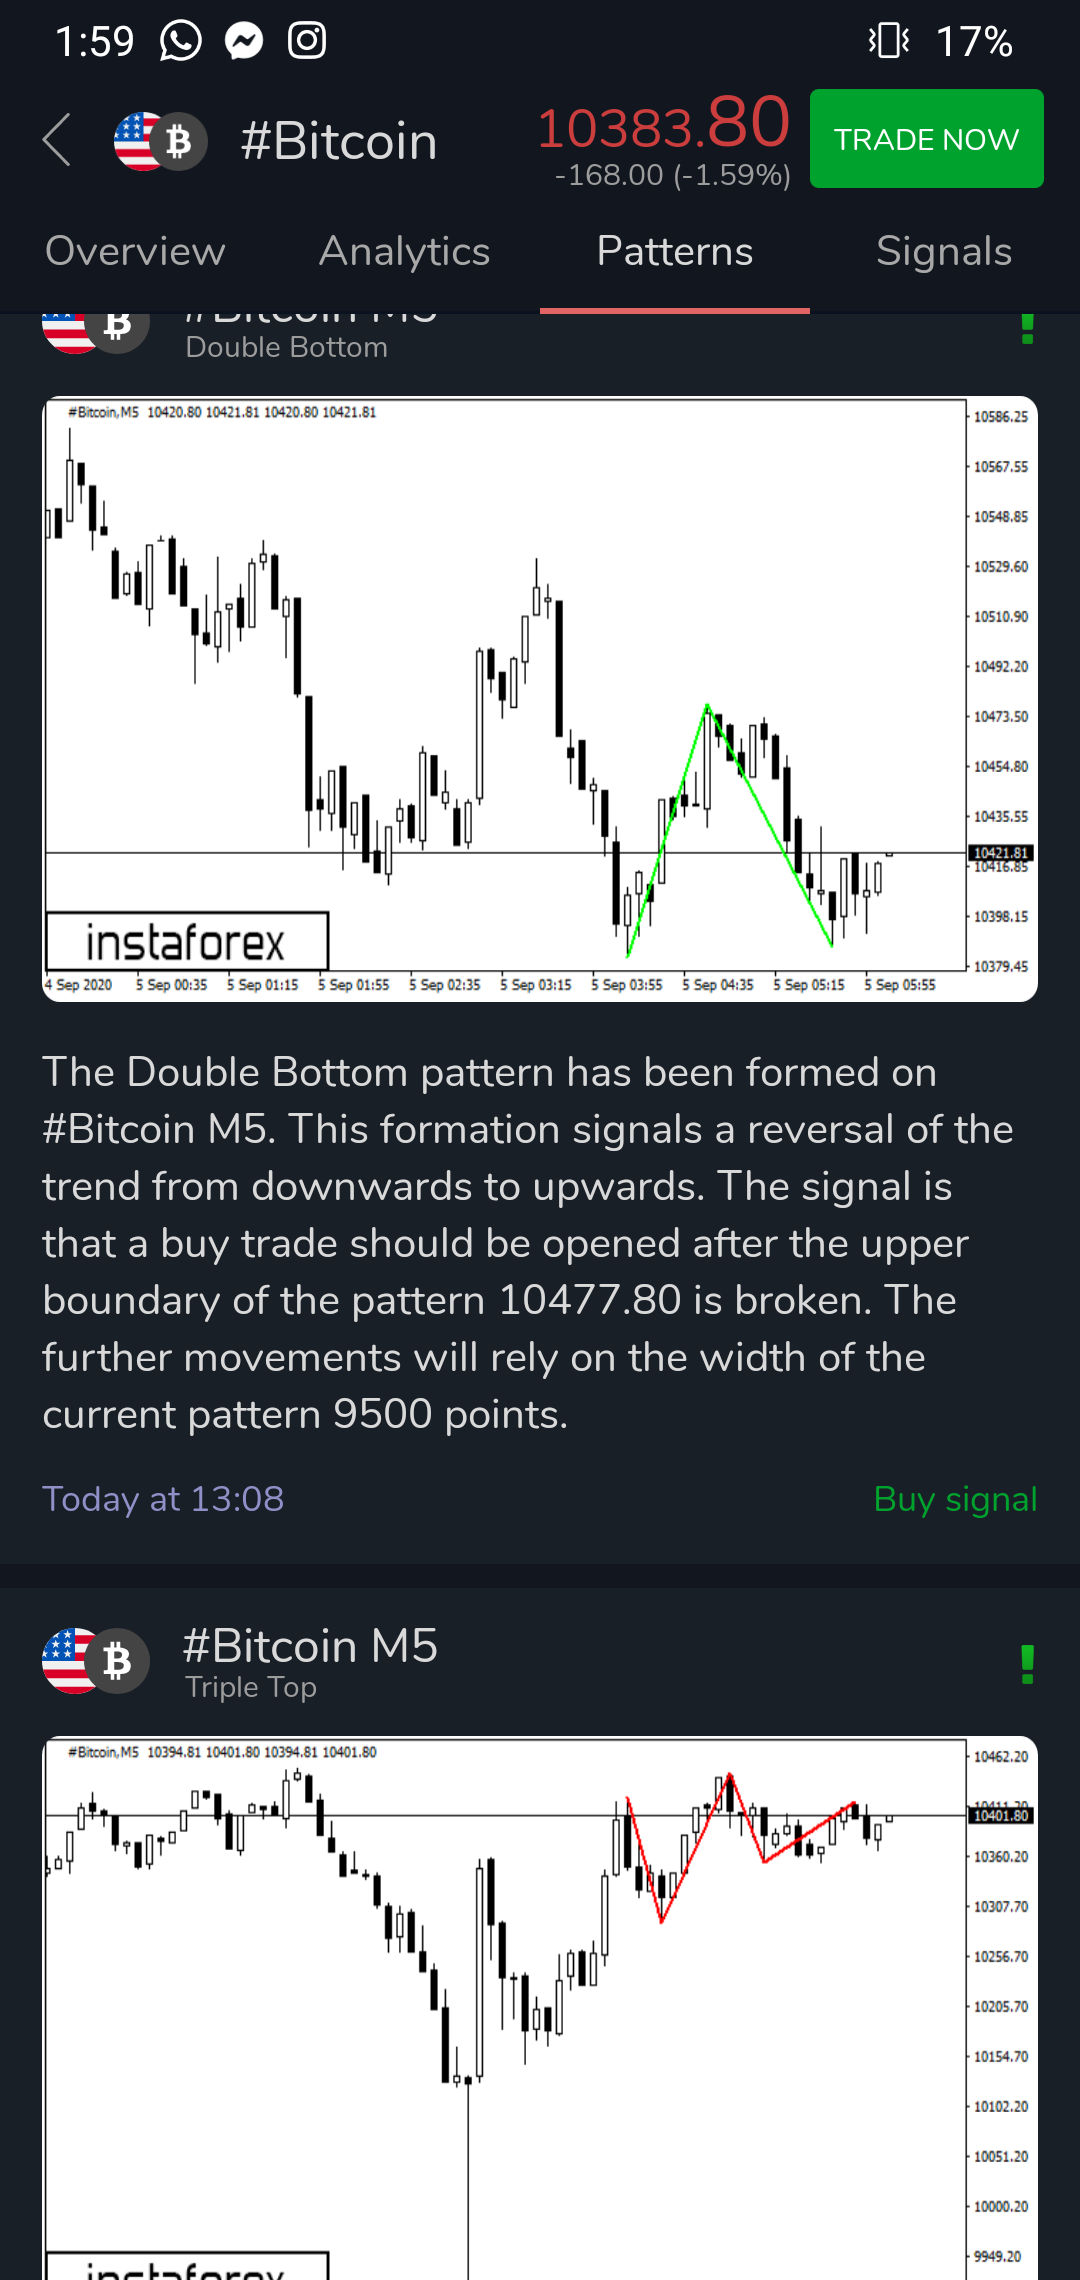 1:59 17%
#Bitcoin 10383.80 TRADE NOW
-168.00 (-1.59%)
Overview Analytics Patterns Signals
#Bitcoin M5
Double Bottom
#Bitcoin,M5 10420.80 10421.81 10420.80 10421.81
10586.25
10567.55
10548.85
10529.60
10510.90
10492.20
10473.50
10454.80
10435.55
10421.81
10416.85
10398.15
10379.45
instaforex
4 Sep 2020 5 Sep 00:35 5 Sep 01:15 5 Sep 01:55 5 Sep 02:35 5 Sep 03:15 5 Sep 03:55 5 Sep 04:35 5 Sep 05:15 5 Sep 05:55
The Double Bottom pattern has been formed on
#Bitcoin M5. This formation signals a reversal of the
trend from downwards to upwards. The signal is
that a buy trade should be opened after the upper
boundary of the pattern 10477.80 is broken. The
further movements will rely on the width of the
current pattern 9500 points.
Today at 13:08 Buy signal
#Bitcoin M5
Triple Top
#Bitcoin,M5 10394.81 10401.80 10394.81 10401.80
10462.20
10401.80
10360.20
10307.70
10256.70
10205.70
10154.70
10102.20
10051.20
10000.20
9949.20
instaforex